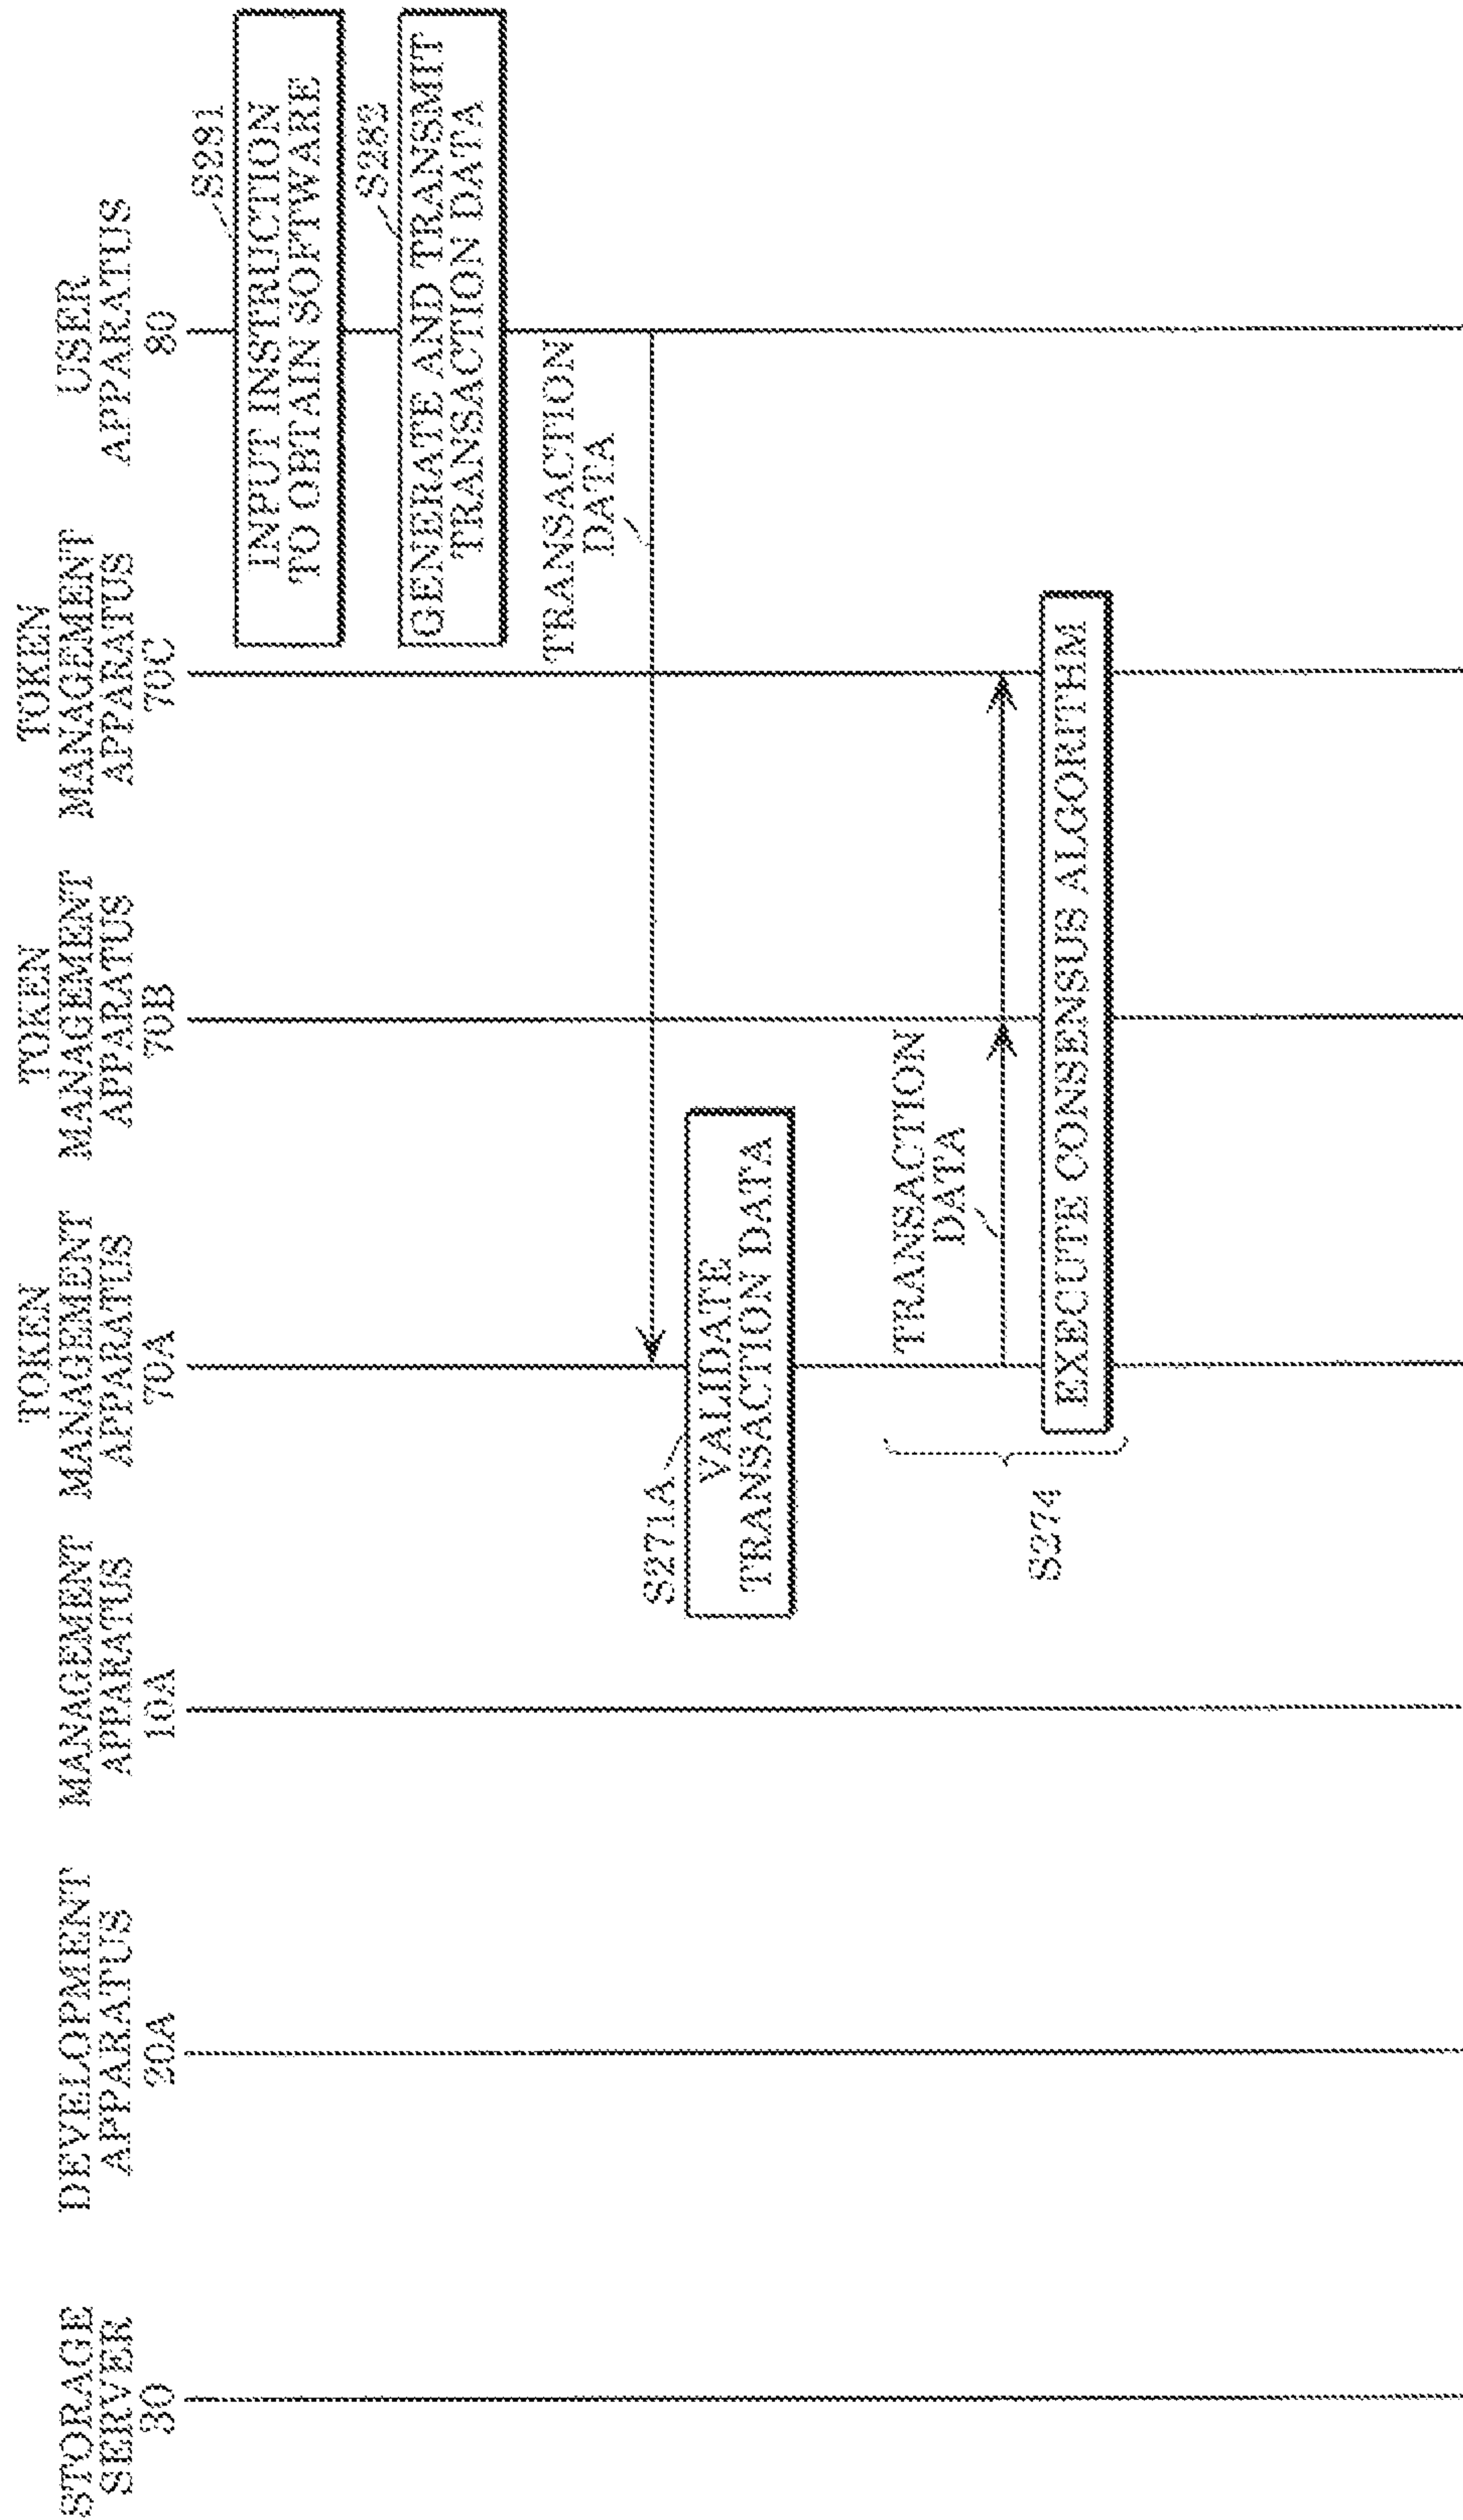 STORAGE
SERVER
30
DEVELOPMENT
APPARATUS
20A
MANAGEMENT
APPARATUS
10A
TOKEN
MANAGEMENT
APPARATUS
70A
TOKEN
MANAGEMENT
APPARATUS
70B
TOKEN
MANAGEMENT
APPARATUS
70C
USER
APPARATUS
80
S281
INPUT INSTRUCTION
TO OBTAIN SOFTWARE
S282
GENERATE AND TRANSMIT
TRANSACTION DATA
TRANSACTION
DATA
S271A
VALIDATE
TRANSACTION DATA
TRANSACTION
DATA
S274
EXECUTE CONSENSUS ALGORITHM